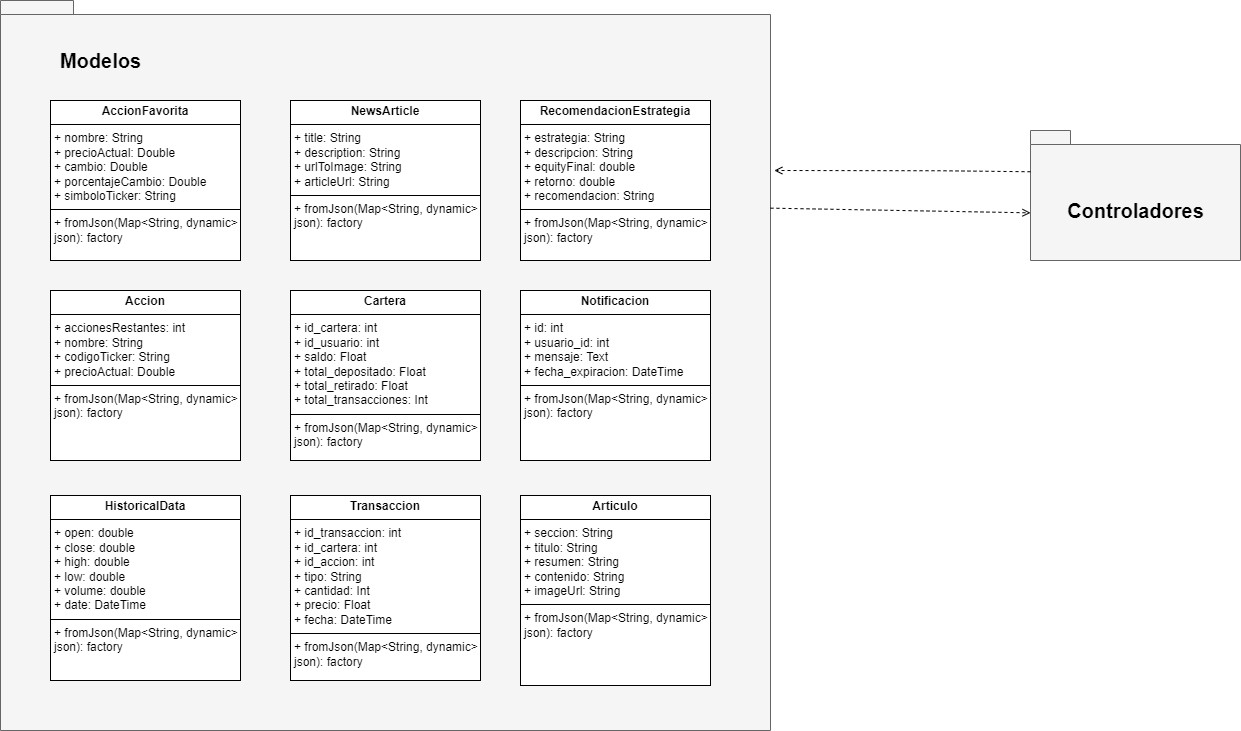 Modelos
AccionFavorita
+ nombre: String
+ precioActual: Double
+ cambio: Double
+ porcentajeCambio: Double
+ simboloTicker: String
+ fromJson(Map<String, dynamic>
json): factory
NewsArticle
+ title: String
+ description: String
+ urlToImage: String
+ articleUrl: String
+ fromJson(Map<String, dynamic>
json): factory
RecomendacionEstrategia
+ estrategia: String
+ descripcion: String
+ equityFinal: double
+ retorno: double
+ recomendacion: String
+ fromJson(Map<String, dynamic>
json): factory
Controladores
Accion
+ accionesRestantes: int
+ nombre: String
+ codigoTicker: String
+ precioActual: Double
+ fromJson(Map<String, dynamic>
json): factory
Cartera
+ id_cartera: int
+ id_usuario: int
+ saldo: Float
+ total_depositado: Float
+ total_retirado: Float
+ total_transacciones: Int
+ fromJson(Map<String, dynamic>
json): factory
Notificacion
+ id: int
+ usuario_id: int
+ mensaje: Text
+ fecha_expiracion: DateTime
+ fromJson(Map<String, dynamic>
json): factory
HistoricalData
+ open: double
+ close: double
+ high: double
+ low: double
+ volume: double
+ date: DateTime
+ fromJson(Map<String, dynamic>
json): factory
Transaccion
+ id_transaccion: int
+ id_cartera: int
+ id_accion: int
+ tipo: String
+ cantidad: Int
+ precio: Float
+ fecha: DateTime
+ fromJson(Map<String, dynamic>
json): factory
Articulo
+ seccion: String
+ titulo: String
+ resumen: String
+ contenido: String
+ imageUrl: String
+ fromJson(Map<String, dynamic>
json): factory